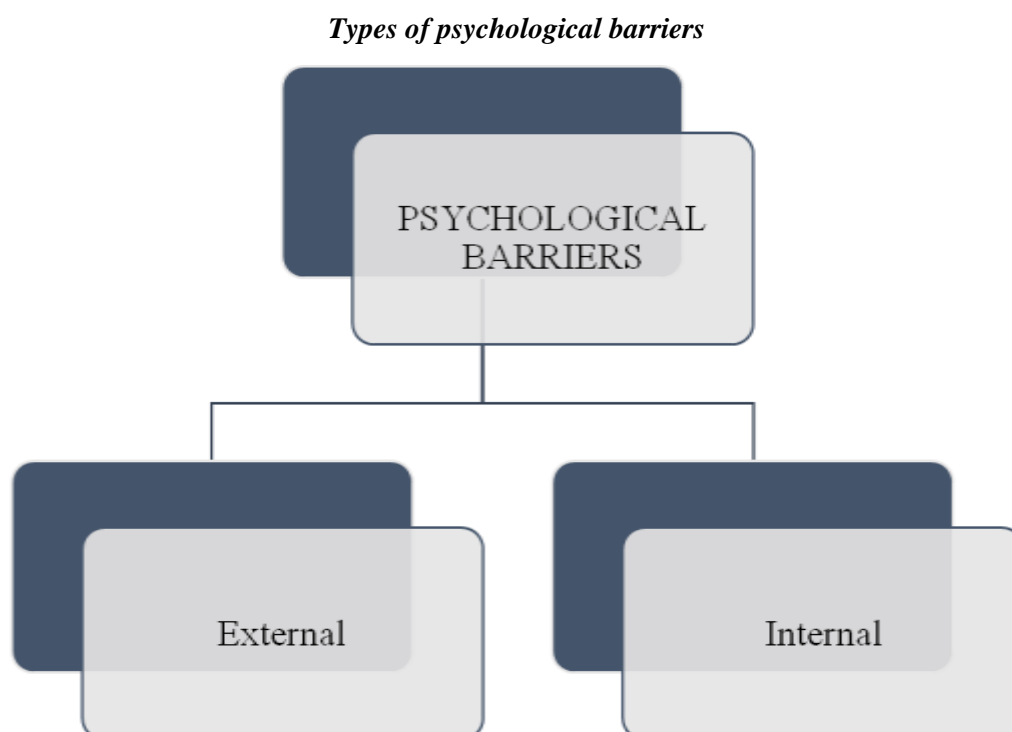 Types of psychological barriers
PSYCHOLOGICAL
BARRIERS
External
Internal